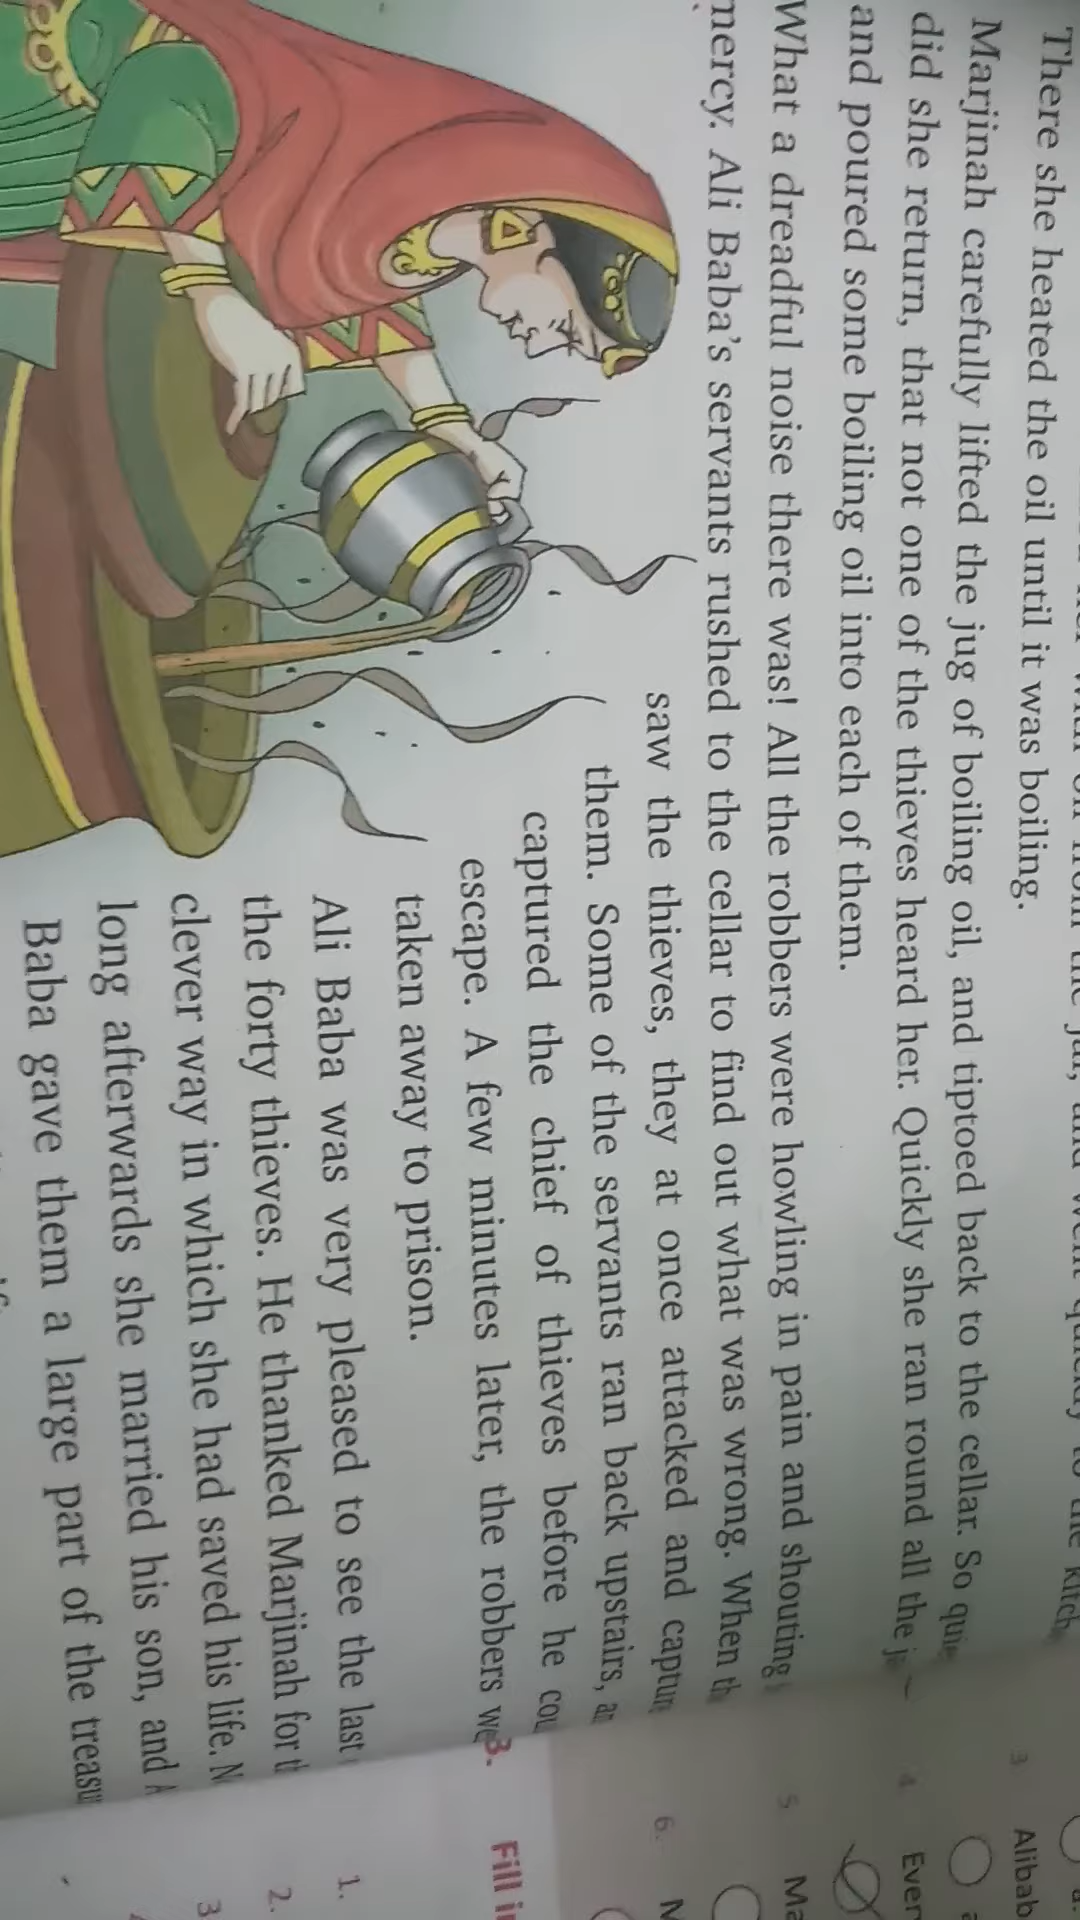 There she heated the oil until it was boiling.
Marjinah carefully lifted the jug of boiling oil, and tiptoed back to the cellar. So
did she return, that not one of the thieves heard her. Quickly she ran round all the
and poured some boiling oil into each of them.
What a dreadful noise there was! All the robbers were howling in pain and shouting
mercy. Ali Baba's servants rushed to the cellar to find out what was wrong. When
saw the thieves, they at once attacked and
them. Some of the servants ran back upstairs,
captured the chief of thieves before he
escape. A few minutes later, the robbers
taken away to prison.
Ali Baba was very pleased to see the last
the forty thieves. He thanked Marjinah for
clever way in which she had saved his life.
long afterwards she married his son, and
Baba gave them a large part of the
3
4
5
6.
3.
Fill
1.
2.
3